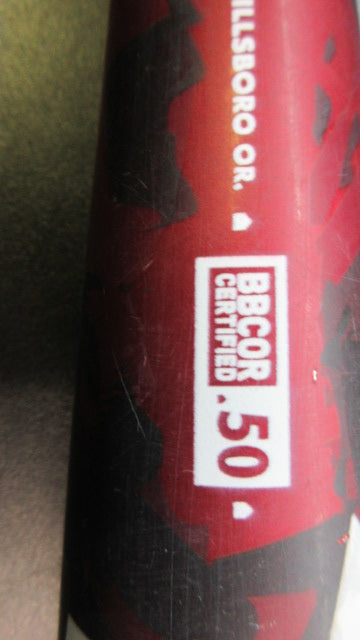 ILLSBORO OR.
BBCOR
CERTIFIED
.50